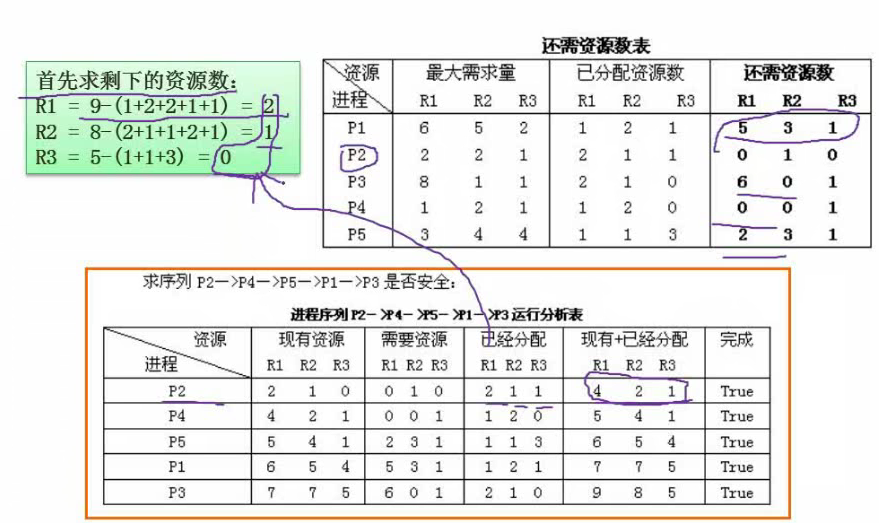 首先求剩下的资源数:
R1 = 9-(1+2+2+1+1) = 2
R2 = 8-(2+1+1+2+1) = 1
R3 = 5-(1+1+3) = 0
还需资源数表
资源 最大需求量 已分配资源数 还需资源数
进程 R1 R2 R3 R1 R2 R3 R1 R2 R3
P1 6 5 2 1 2 1 5 3 1
P2 2 2 1 2 1 1 0 1 0
P3 8 1 1 2 1 0 6 0 1
P4 1 2 1 1 2 0 0 0 1
P5 3 4 4 1 1 3 2 3 1
求序列 P2—>P4—>P5—>P1—>P3 是否安全:
进程序列 P2—>P4—>P5—>P1—>P3 运行分析表
资源 现有资源 需要资源 已经分配 现有+已经分配 完成
进程 R1 R2 R3 R1 R2 R3 R1 R2 R3 R1 R2 R3
P2 2 1 0 0 1 0 2 1 1 4 2 1 True
P4 4 2 1 0 0 1 1 2 0 5 4 1 True
P5 5 4 1 2 3 1 1 1 3 6 5 4 True
P1 6 5 4 5 3 1 1 2 1 7 7 5 True
P3 7 7 5 6 0 1 2 1 0 9 8 5 True